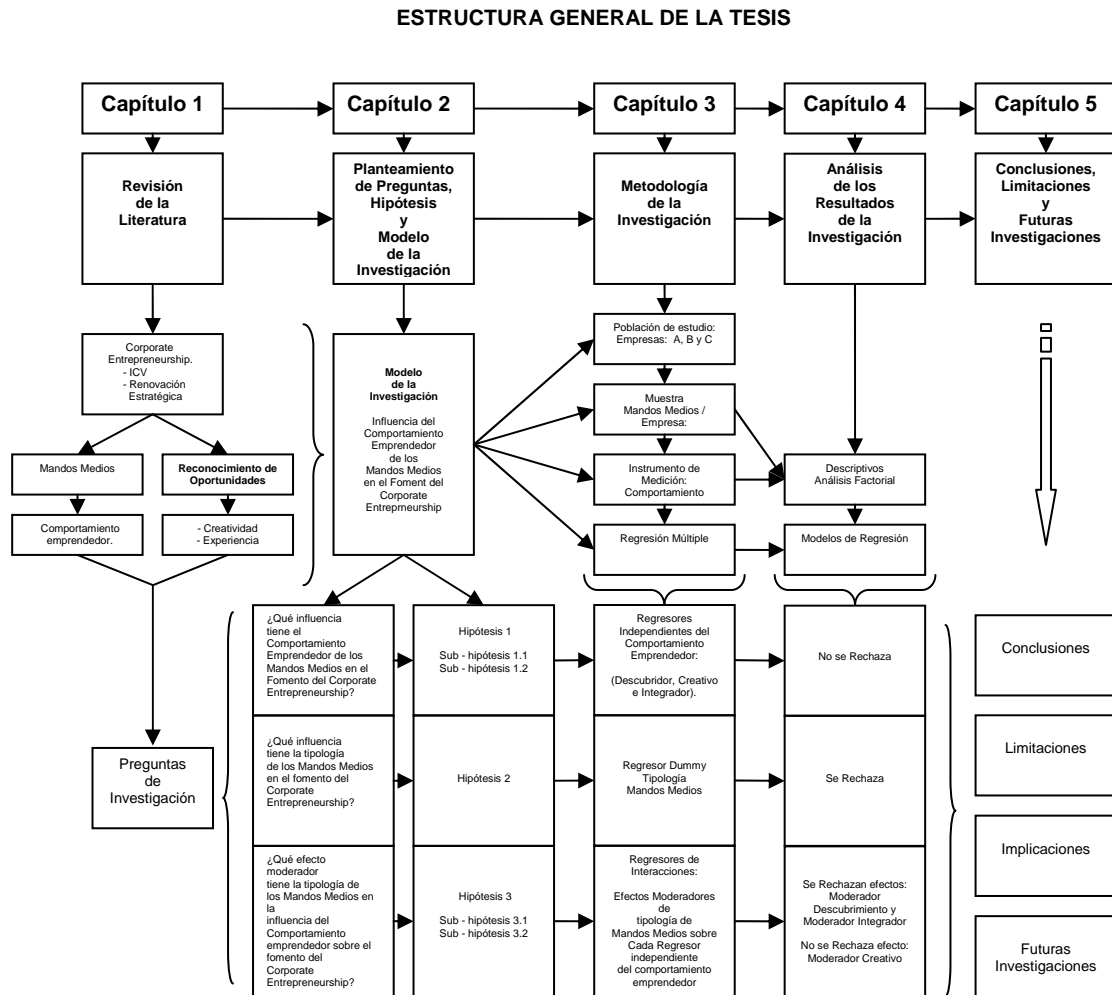 ESTRUCTURA GENERAL DE LA TESIS
Capítulo 1
Capítulo 2
Capítulo 3
Capítulo 4
Capítulo 5
Revisión
de la
Literatura
Planteamiento
de Preguntas,
Hipótesis
y
Modelo
de la
Investigación
Metodología
de la
Investigación
Análisis
de los
Resultados
de la
Investigación
Conclusiones,
Limitaciones
y
Futuras
Investigaciones
Corporate
Entrepreneurship.
- ICV
- Renovación
Estratégica
Mandos Medios
Reconocimiento de
Oportunidades
Comportamiento
emprendedor.
- Creatividad
- Experiencia
Preguntas
de
Investigación
Modelo
de la
Investigación
Influencia del
Comportamiento
Emprendedor
de los
Mandos Medios
en el Foment del
Corporate
Entreprneurship
Población de estudio:
Empresas: A, B y C
Muestra
Mandos Medios /
Empresa:
Instrumento de
Medición:
Comportamiento
Regresión Múltiple
Descriptivos
Análisis Factorial
Modelos de Regresión
¿Qué influencia
tiene el
Comportamiento
Emprendedor de los
Mandos Medios en el
Fomento del Corporate
Entrepreneurship?
Hipótesis 1
Sub - hipótesis 1.1
Sub - hipótesis 1.2
Regresores
Independientes del
Comportamiento
Emprendedor:
(Descubridor, Creativo
e Integrador).
No se Rechaza
¿Qué influencia
tiene la tipología
de los Mandos Medios
en el fomento del
Corporate
Entrepreneurship?
Hipótesis 2
Regresor Dummy
Tipología
Mandos Medios
Se Rechaza
¿Qué efecto
moderador
tiene la tipología de
los Mandos Medios en
la
influencia del
Comportamiento
emprendedor sobre el
fomento del
Corporate
Entrepreneurship?
Hipótesis 3
Sub - hipótesis 3.1
Sub - hipótesis 3.2
Regresores de
Interacciones:
Efectos Moderadores
de
tipología de
Mandos Medios sobre
Cada Regresor
independiente
del comportamiento
emprendedor
Se Rechazan efectos:
Moderador
Descubrimiento y
Moderador Integrador
No se Rechaza efecto:
Moderador Creativo
Conclusiones
Limitaciones
Implicaciones
Futuras
Investigaciones